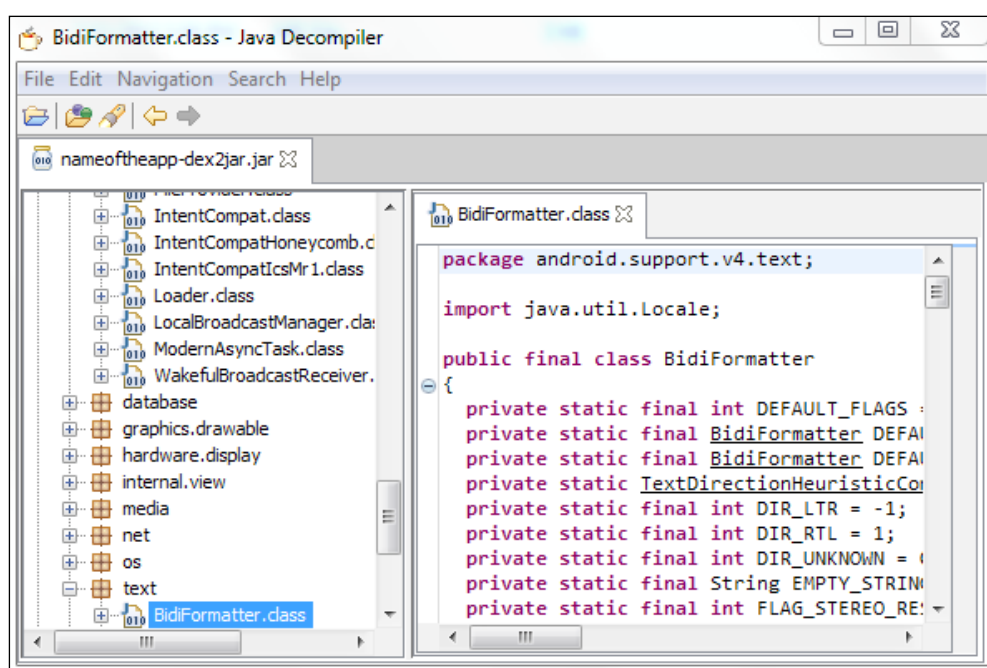 BidiFormatter.class - Java Decompiler
File Edit Navigation Search Help
nameoftheapp-dex2jar.jar
IntentCompat.class
IntentCompatHoneycomb.cl
IntentCompatIcsMr1.class
Loader.class
LocalBroadcastManager.clas
ModernAsyncTask.class
WakefulBroadcastReceiver.
database
graphics.drawable
hardware.display
internal.view
media
net
os
text
BidiFormatter.class
BidiFormatter.class
package android.support.v4.text;
import java.util.Locale;
public final class BidiFormatter
{
private static final int DEFAULT_FLAGS =
private static final BidiFormatter DEFAU
private static final BidiFormatter DEFAU
private static TextDirectionHeuristicCom
private static final int DIR_LTR = -1;
private static final int DIR_RTL = 1;
private static final int DIR_UNKNOWN =
private static final String EMPTY_STRING
private static final int FLAG_STEREO_RES